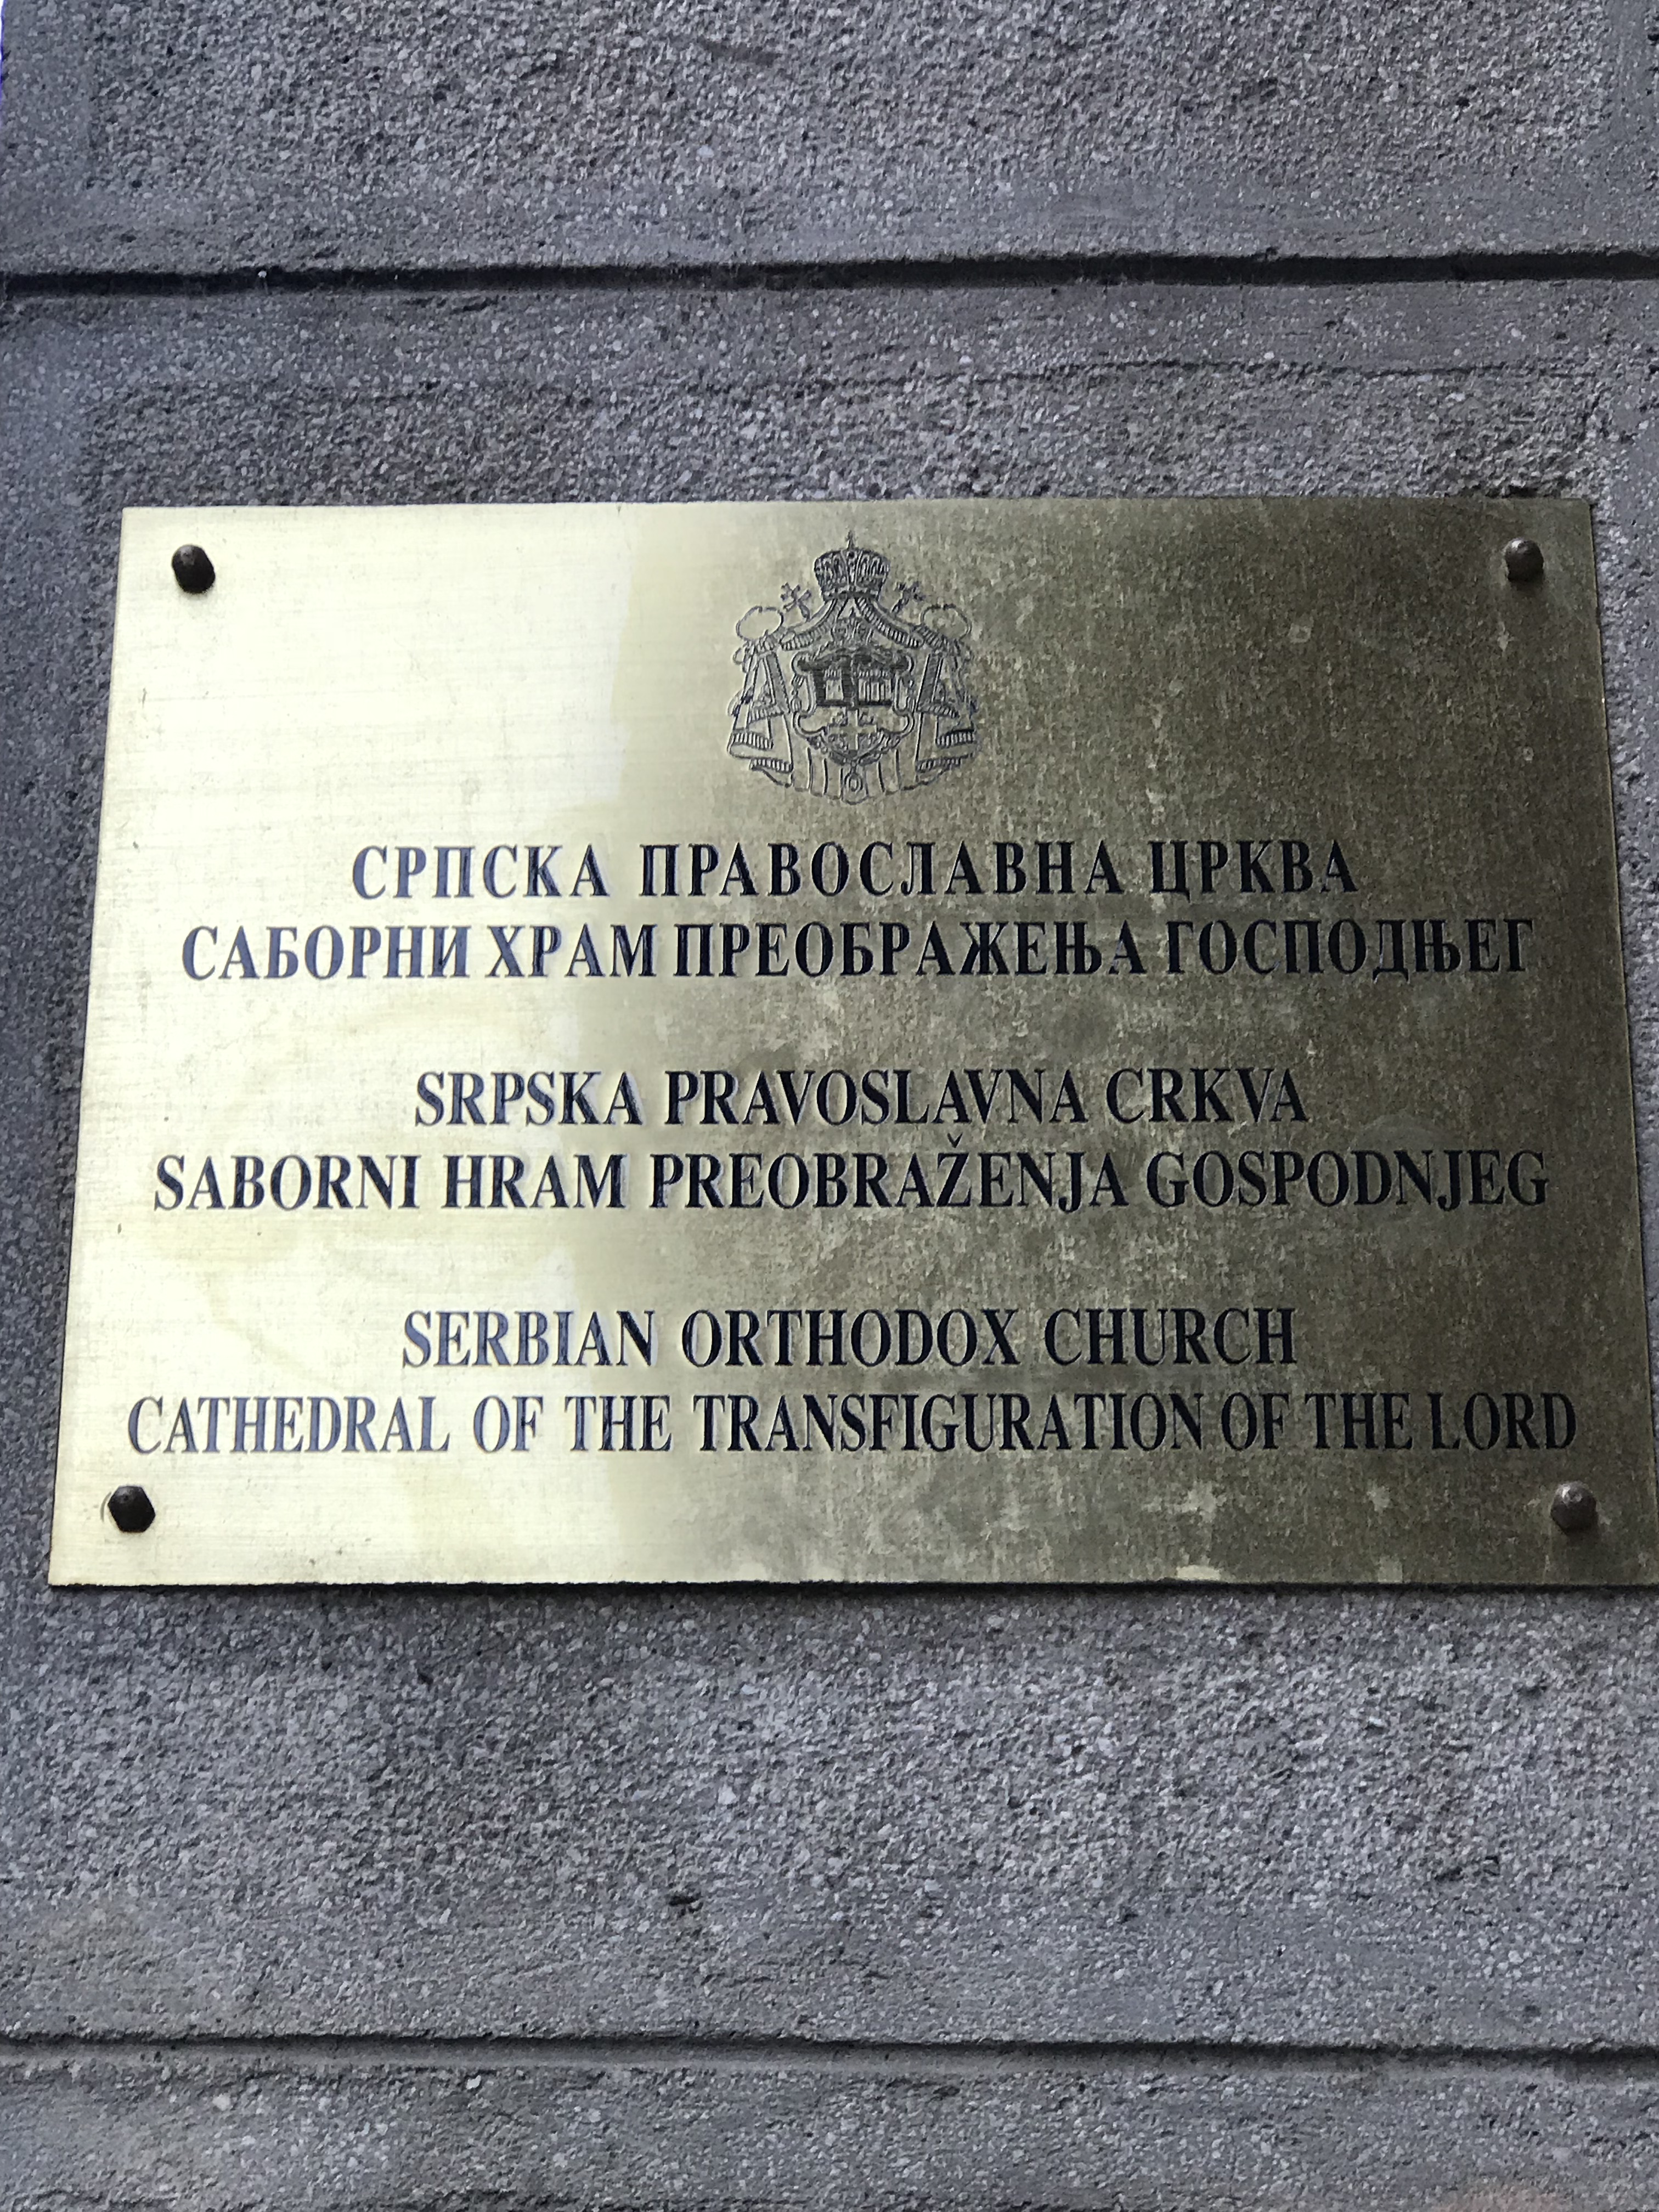 СРПСКА ПРАВОСЛАВНА ЦРКВА
САБОРНИ ХРАМ ПРЕОБРАЖЕЊА ГОСПОДЊЕГ
SRPSKA PRAVOSLAVNA CRKVA
SABORNI HRAM PREOBRAŽENJA GOSPODNJEG
SERBIAN ORTHODOX CHURCH
CATHEDRAL OF THE TRANSFIGURATION OF THE LORD